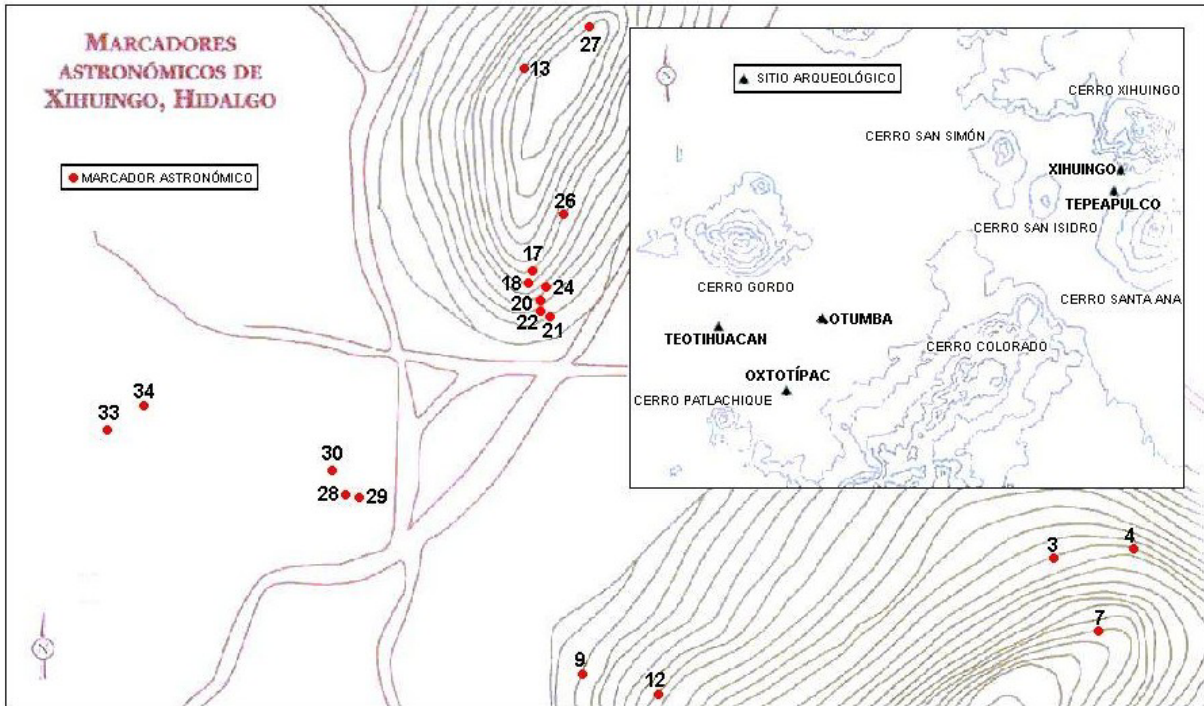 MARCADORES
ASTRONÓMICOS DE
XIHUINGO, HIDALGO
MARCADOR ASTRONÓMICO
27
13
26
17
18
24
20
22
21
34
33
30
28
29
3
4
7
9
12
SITIO ARQUEOLÓGICO
CERRO XIHUINGO
CERRO SAN SIMÓN
XIHUINGO
TEPEAPULCO
CERRO SAN ISIDRO
CERRO GORDO
CERRO SANTA ANA
OTUMBA
TEOTIHUACAN
CERRO COLORADO
OXTOTÍPAC
CERRO PATLACHIQUE